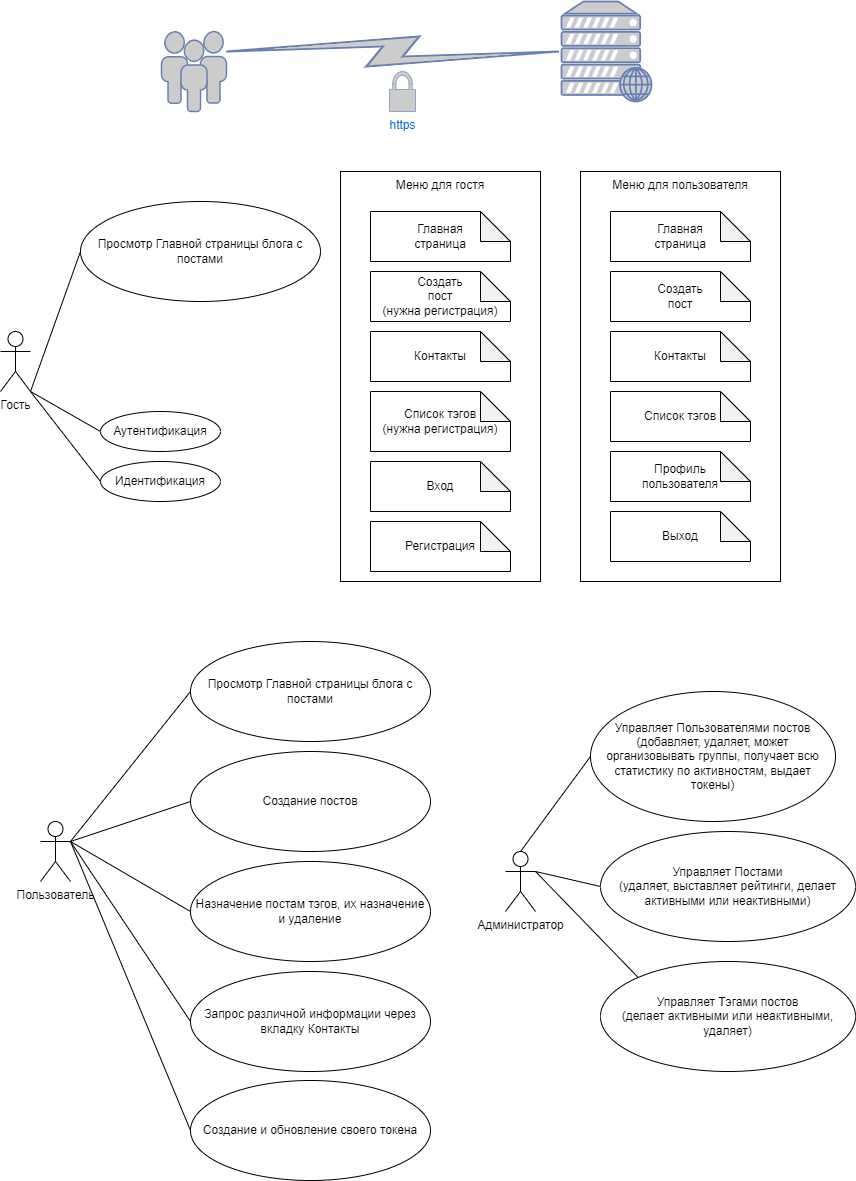 https
Просмотр Главной страницы блога с
постами
Гость
Аутентификация
Идентификация
Меню для гостя
Главная
страница
Создать
пост
(нужна регистрация)
Контакты
Список тэгов
(нужна регистрация)
Вход
Регистрация
Меню для пользователя
Главная
страница
Создать
пост
Контакты
Список тэгов
Профиль
пользователя
Выход
Просмотр Главной страницы блога с
постами
Создание постов
Пользователь
Назначение постам тэгов, их назначение
и удаление
Запрос различной информации через
вкладку Контакты
Создание и обновление своего токена
Управляет Пользователями постов
(добавляет, удаляет, может
организовывать группы, получает всю
статистику по активностям, выдает
токены)
Администратор
Управляет Постами
(удаляет, выставляет рейтинги, делает
активными или неактивными)
Управляет Тэгами постов
(делает активными или неактивными,
удаляет)